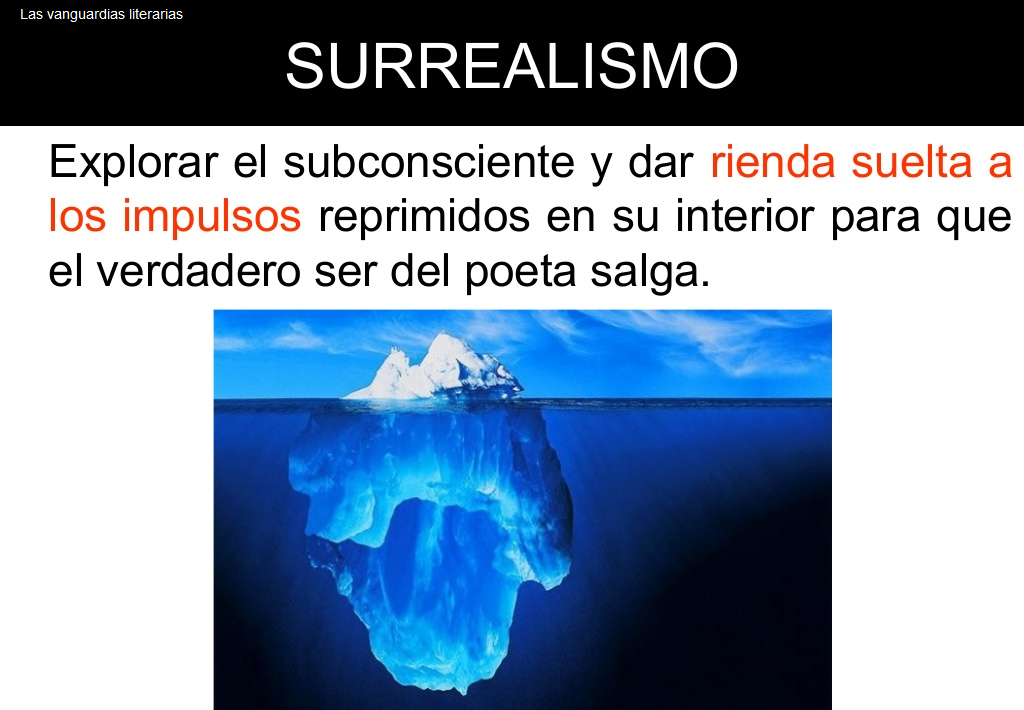 Las vanguardias literarias
SURREALISMO
Explorar el subconsciente y dar rienda suelta a
los impulsos reprimidos en su interior para que
el verdadero ser del poeta salga.